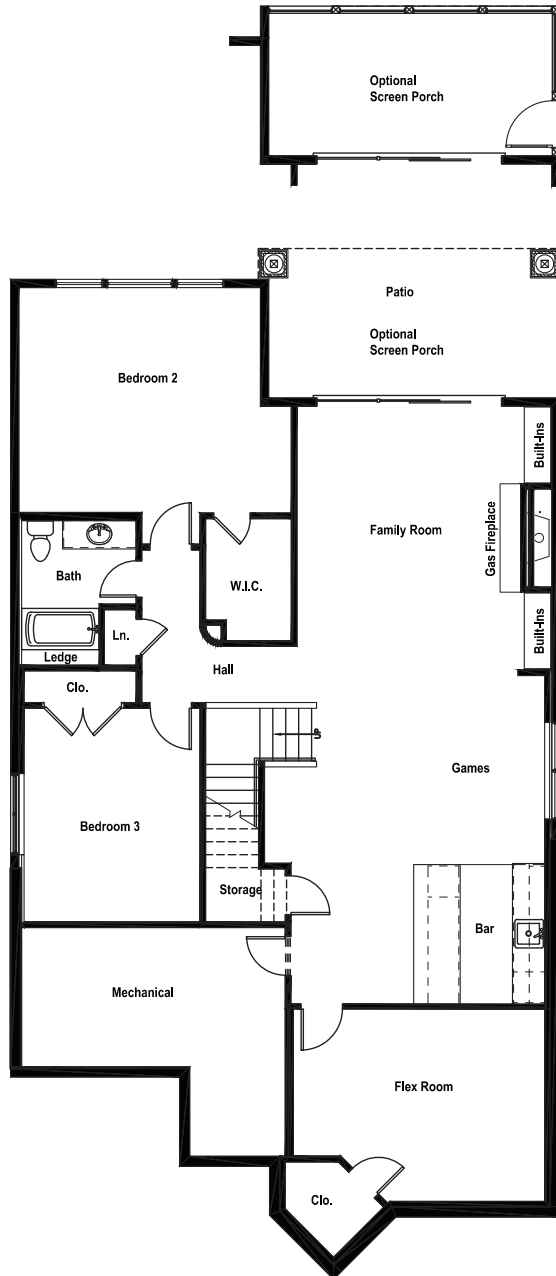 Optional
Screen Porch
Patio
Optional
Screen Porch
Bedroom 2
Built-Ins
Family Room
Gas Fireplace
Bath
W.I.C.
Ln.
Built-Ins
Ledge
Hall
Clo.
UP
Games
Bedroom 3
Storage
Bar
Mechanical
Flex Room
Clo.